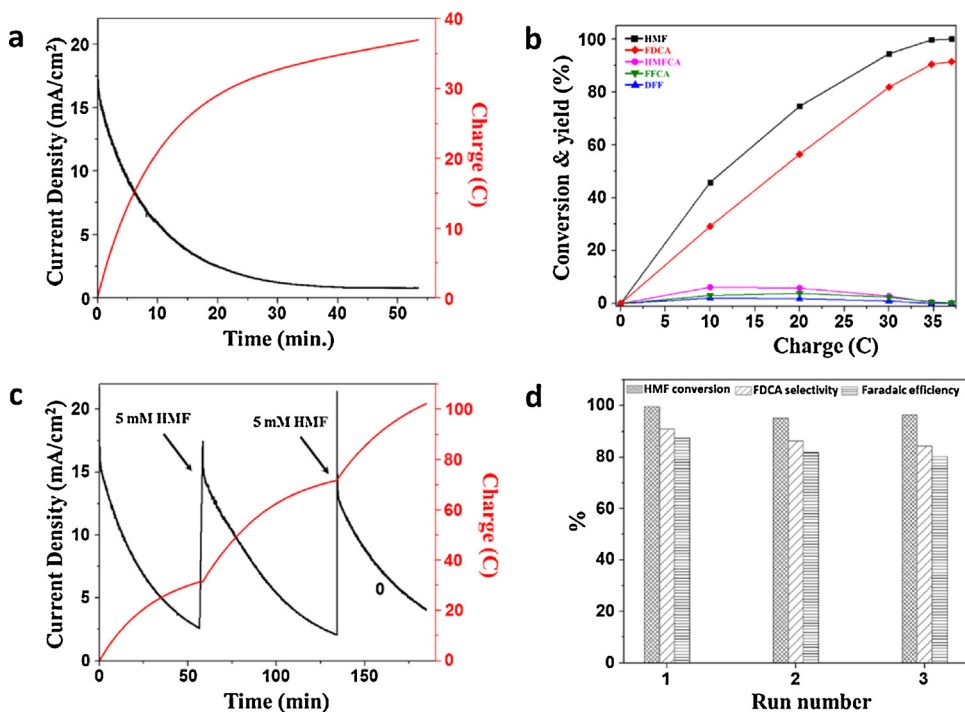 a
Current Density (mA/cm²)
20
15
10
5
0
0
10
20
30
40
50
Time (min.)
40
30
20
10
0
Charge (C)
b
Conversion & yield (%)
100
80
60
40
20
0
HMF
FDCA
HMFCA
FFCA
DFF
0
5
10
15
20
25
30
35
Charge (C)
c
Current Density (mA/cm²)
20
15
10
5
0
5 mM HMF
5 mM HMF
0
0
50
100
150
Time (min)
100
80
60
40
20
0
Charge (C)
d
%
100
80
60
40
20
0
HMF conversion FDCA selectivity Faradaic efficiency
1
2
3
Run number